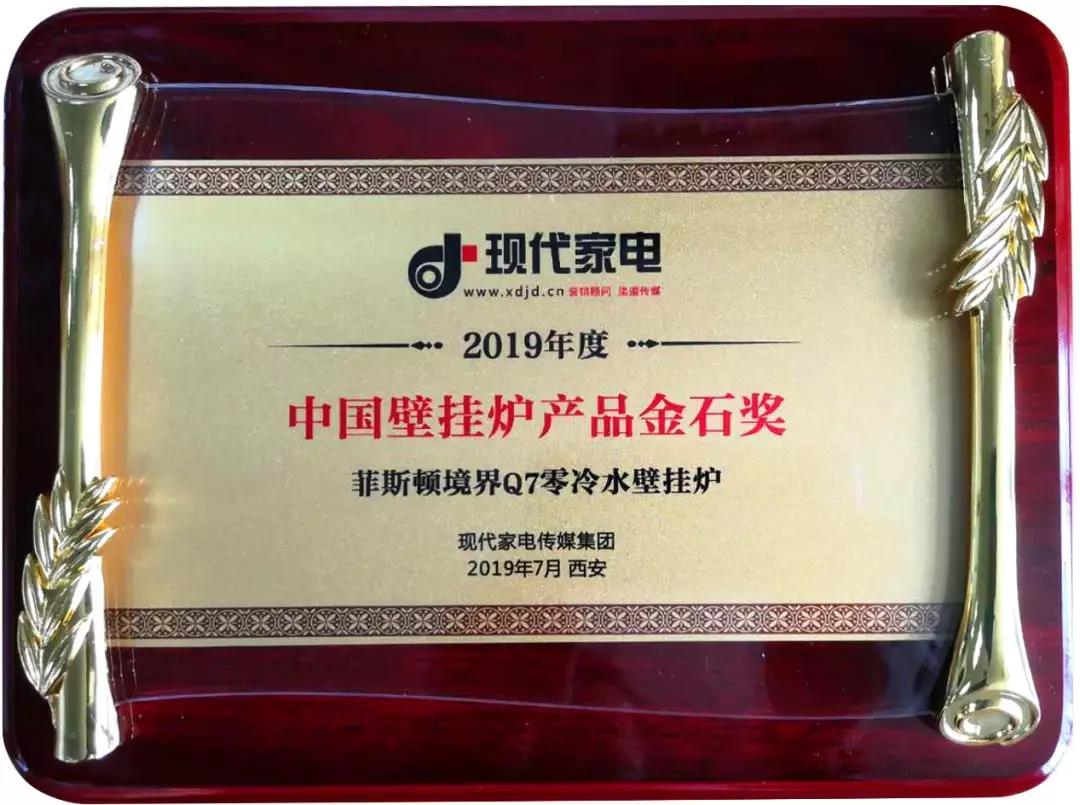 现代家电
www.xdjd.cn 营销顾问 渠道传媒
2019年度
中国壁挂炉产品金石奖
菲斯顿境界Q7零冷水壁挂炉
现代家电传媒集团
2019年7月 西安